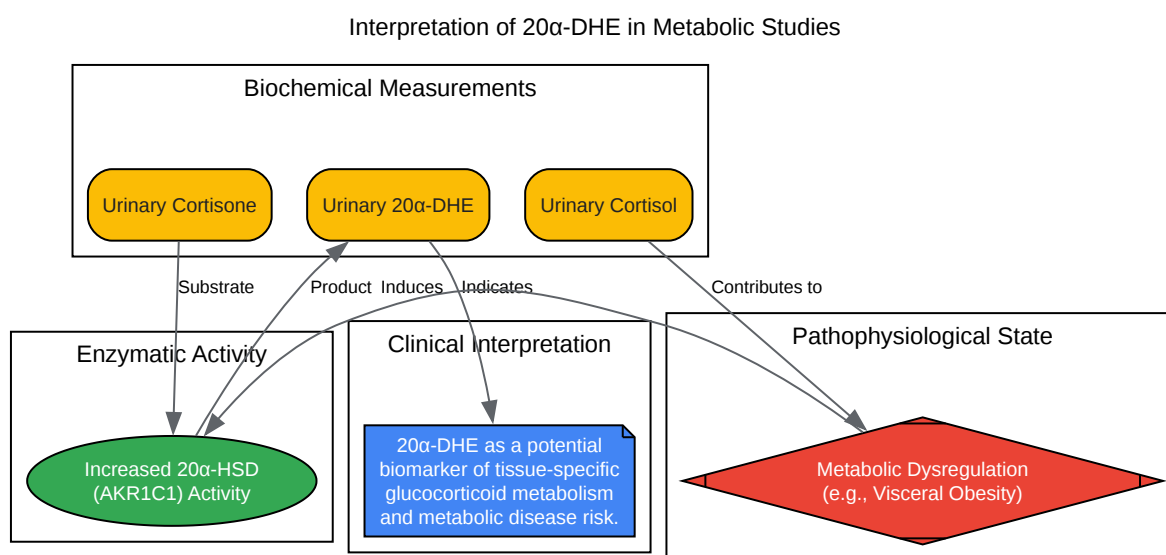 Interpretation of 20α-DHE in Metabolic Studies
Biochemical Measurements
Urinary Cortisone
Urinary 20α-DHE
Urinary Cortisol
Substrate
Product
Induces
Indicates
Contributes to
Enzymatic Activity
Clinical Interpretation
Pathophysiological State
Increased 20α-HSD
(AKR1C1) Activity
20α-DHE as a potential
biomarker of tissue-specific
glucocorticoid metabolism
and metabolic disease risk.
Metabolic Dysregulation
(e.g., Visceral Obesity)